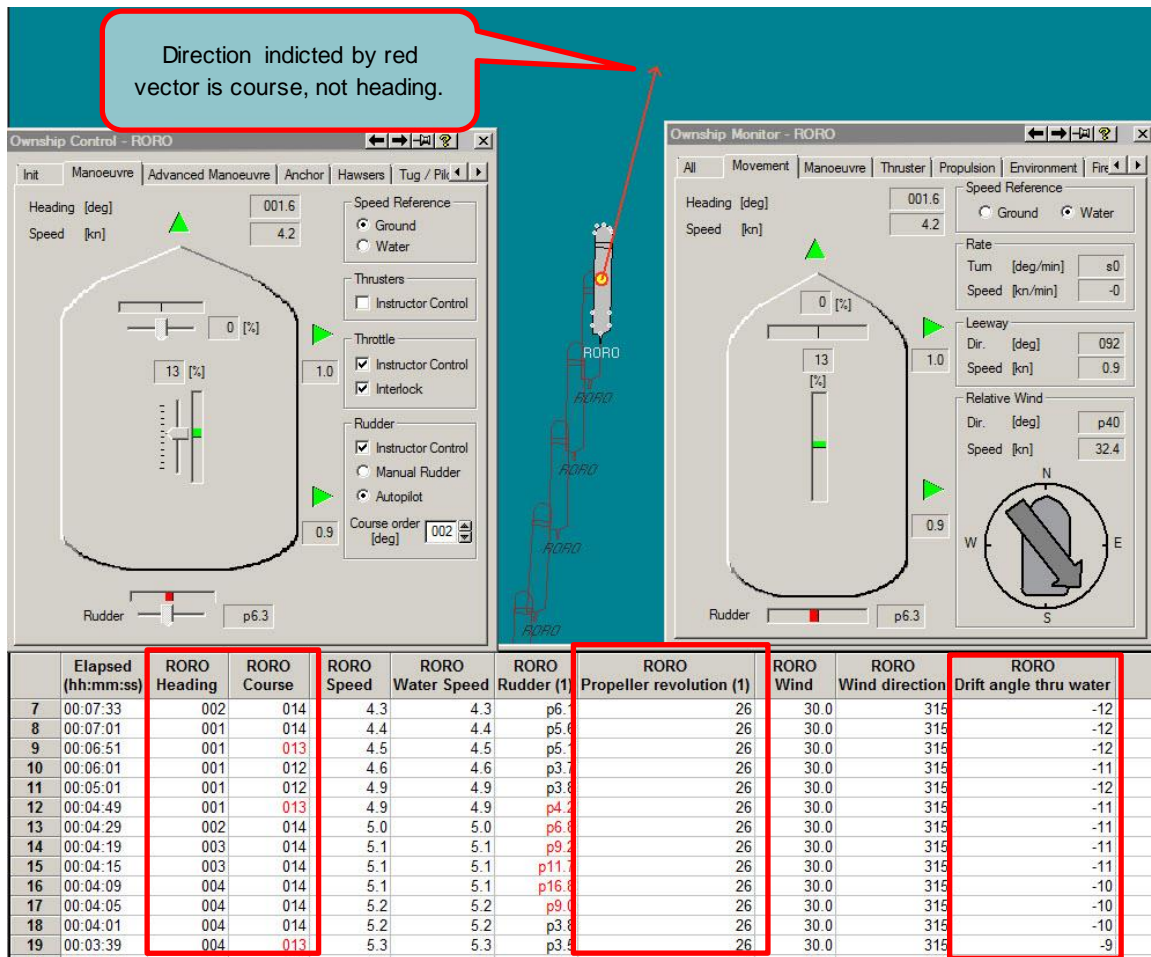 Direction indicted by red
vector is course, not heading.
Ownship Control - RORO
Init Manoeuvre Advanced Manoeuvre Anchor Hawsers Tug /
Heading [deg] 001.6
Speed [kn] 4.2
0 [%]
13 [%]
1.0
0.9
Rudder p6.3
Speed Reference
Ground
Water
Thrusters
Instructor Control
Throttle
Instructor Control
Interlock
Rudder
Instructor Control
Manual Rudder
Autopilot
Course order
[deg] 002
RORO
RORO
RORO
RORO
RORO
Ownship Monitor - RORO
All Movement Manoeuvre Thruster Propulsion Environment
Heading [deg] 001.6
Speed [kn] 4.2
0 [%]
13
[%]
1.0
0.9
Rudder p6.3
Speed Reference
Ground Water
Rate
Turn [deg/min] s0
Speed [kn/min] -0
Leeway
Dir. [deg] 092
Speed [kn] 0.9
Relative Wind
Dir. [deg] p40
Speed [kn] 32.4
N
W E
S
Elapsed RORO RORO RORO RORO RORO RORO RORO RORO RORO
(hh:mm:ss) Heading Course Speed Water Speed Rudder (1) Propeller revolution (1) Wind Wind direction Drift angle thru water
7 00:07:33 002 014 4.3 4.3 p6.1 26 30.0 315 -12
8 00:07:01 001 014 4.4 4.4 p5.6 26 30.0 315 -12
9 00:06:51 001 013 4.5 4.5 p5.1 26 30.0 315 -12
10 00:06:01 001 012 4.6 4.6 p3.7 26 30.0 315 -11
11 00:05:01 001 012 4.9 4.9 p3.8 26 30.0 315 -12
12 00:04:49 001 013 4.9 4.9 p4.2 26 30.0 315 -11
13 00:04:29 002 014 5.0 5.0 p6.8 26 30.0 315 -11
14 00:04:19 003 014 5.1 5.1 p9.2 26 30.0 315 -11
15 00:04:15 003 014 5.1 5.1 p11.7 26 30.0 315 -11
16 00:04:09 004 014 5.1 5.1 p16.8 26 30.0 315 -10
17 00:04:05 004 014 5.2 5.2 p9.0 26 30.0 315 -10
18 00:04:01 004 014 5.2 5.2 p3.8 26 30.0 315 -10
19 00:03:39 004 013 5.3 5.3 p3.5 26 30.0 315 -9